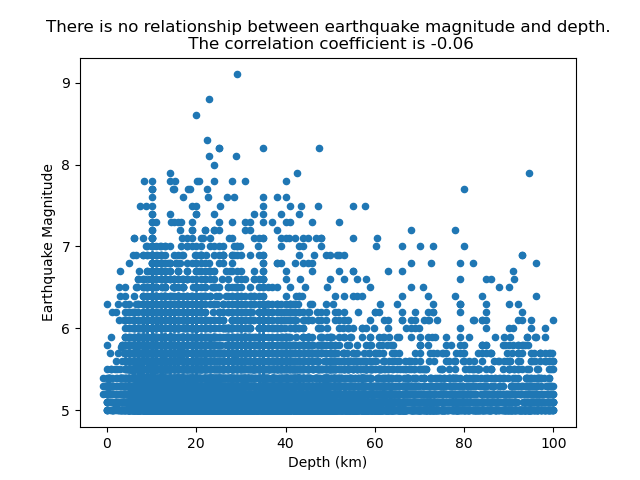 There is no relationship between earthquake magnitude and depth.
The correlation coefficient is -0.06
Earthquake Magnitude
9
8
7
6
5
0 20 40 60 80 100
Depth (km)